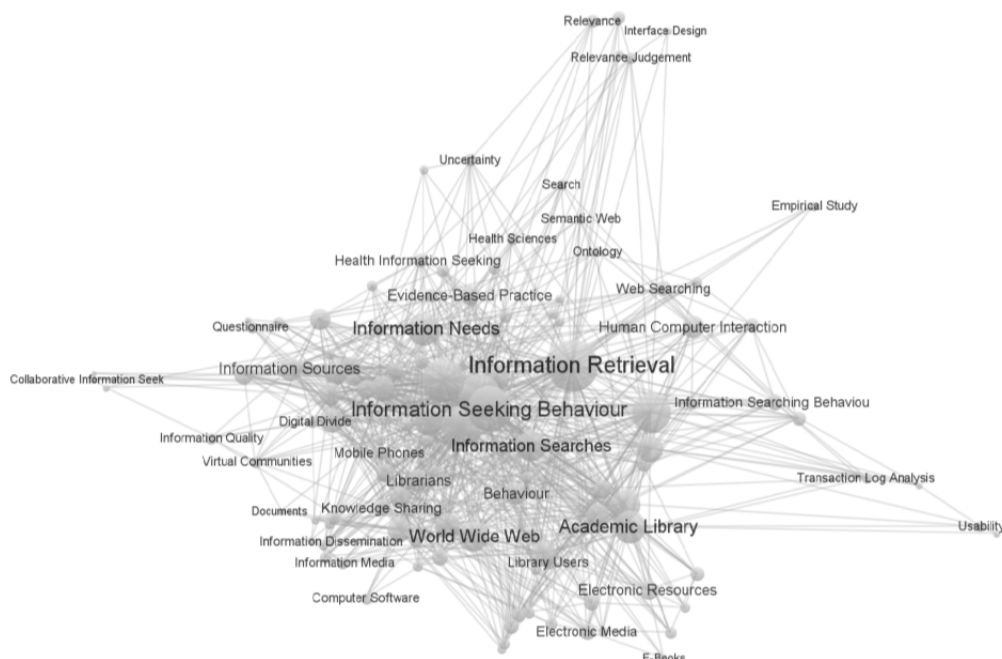 Relevance
Interface Design
Relevance Judgement
Uncertainty
Search
Empirical Study
Semantic Web
Health Sciences
Ontology
Health Information Seeking
Web Searching
Evidence-Based Practice
Questionnaire
Information Needs
Human Computer Interaction
Information Retrieval
Information Sources
Collaborative Information Seek
Information Searching Behaviou
Information Seeking Behaviour
Digital Divide
Information Quality
Information Searches
Mobile Phones
Virtual Communities
Transaction Log Analysis
Librarians
Behaviour
Knowledge Sharing
Documents
Academic Library
Usability
World Wide Web
Information Dissemination
Information Media
Library Users
Electronic Resources
Computer Software
Electronic Media
E-Books